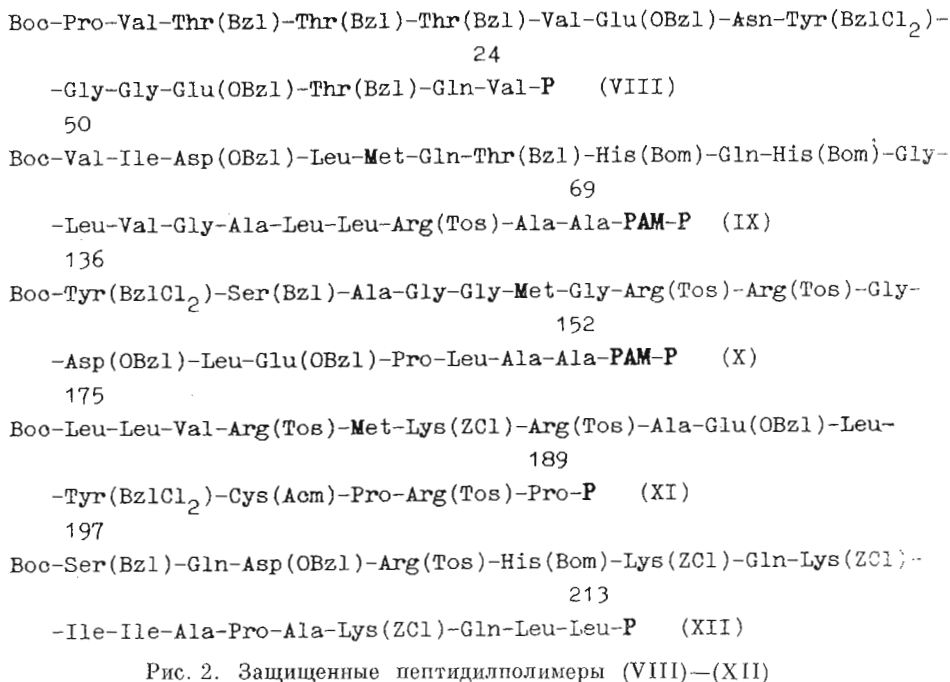 Boc-Pro-Val-Thr(Bzl)-Thr(Bzl)-Thr(Bzl)-Val-Glu(OBzl)-Asn-Tyr(BzlCl₂)-
24
-Gly-Gly-Glu(OBzl)-Thr(Bzl)-Gln-Val-P (VIII)
50
Boc-Val-Ile-Asp(OBzl)-Leu-Met-Gln-Thr(Bzl)-His(Bom)-Gln-His(Bom)-Gly-
69
-Leu-Val-Gly-Ala-Leu-Leu-Arg(Tos)-Ala-Ala-PAM-P (IX)
136
Boc-Tyr(BzlCl₂)-Ser(Bzl)-Ala-Gly-Gly-Met-Gly-Arg(Tos)-Arg(Tos)-Gly-
152
-Asp(OBzl)-Leu-Glu(OBzl)-Pro-Leu-Ala-Ala-PAM-P (X)
175
Boc-Leu-Leu-Val-Arg(Tos)-Met-Lys(ZCl)-Arg(Tos)-Ala-Glu(OBzl)-Leu-
189
-Tyr(BzlCl₂)-Cys(Acm)-Pro-Arg(Tos)-Pro-P (XI)
197
Boc-Ser(Bzl)-Gln-Asp(OBzl)-Arg(Tos)-His(Bom)-Lys(ZCl)-Gln-Lys(ZCl)-
213
-Ile-Ile-Ala-Pro-Ala-Lys(ZCl)-Gln-Leu-Leu-P (XII)
Рис. 2. Защищенные пептидилполимеры (VIII)—(XII)